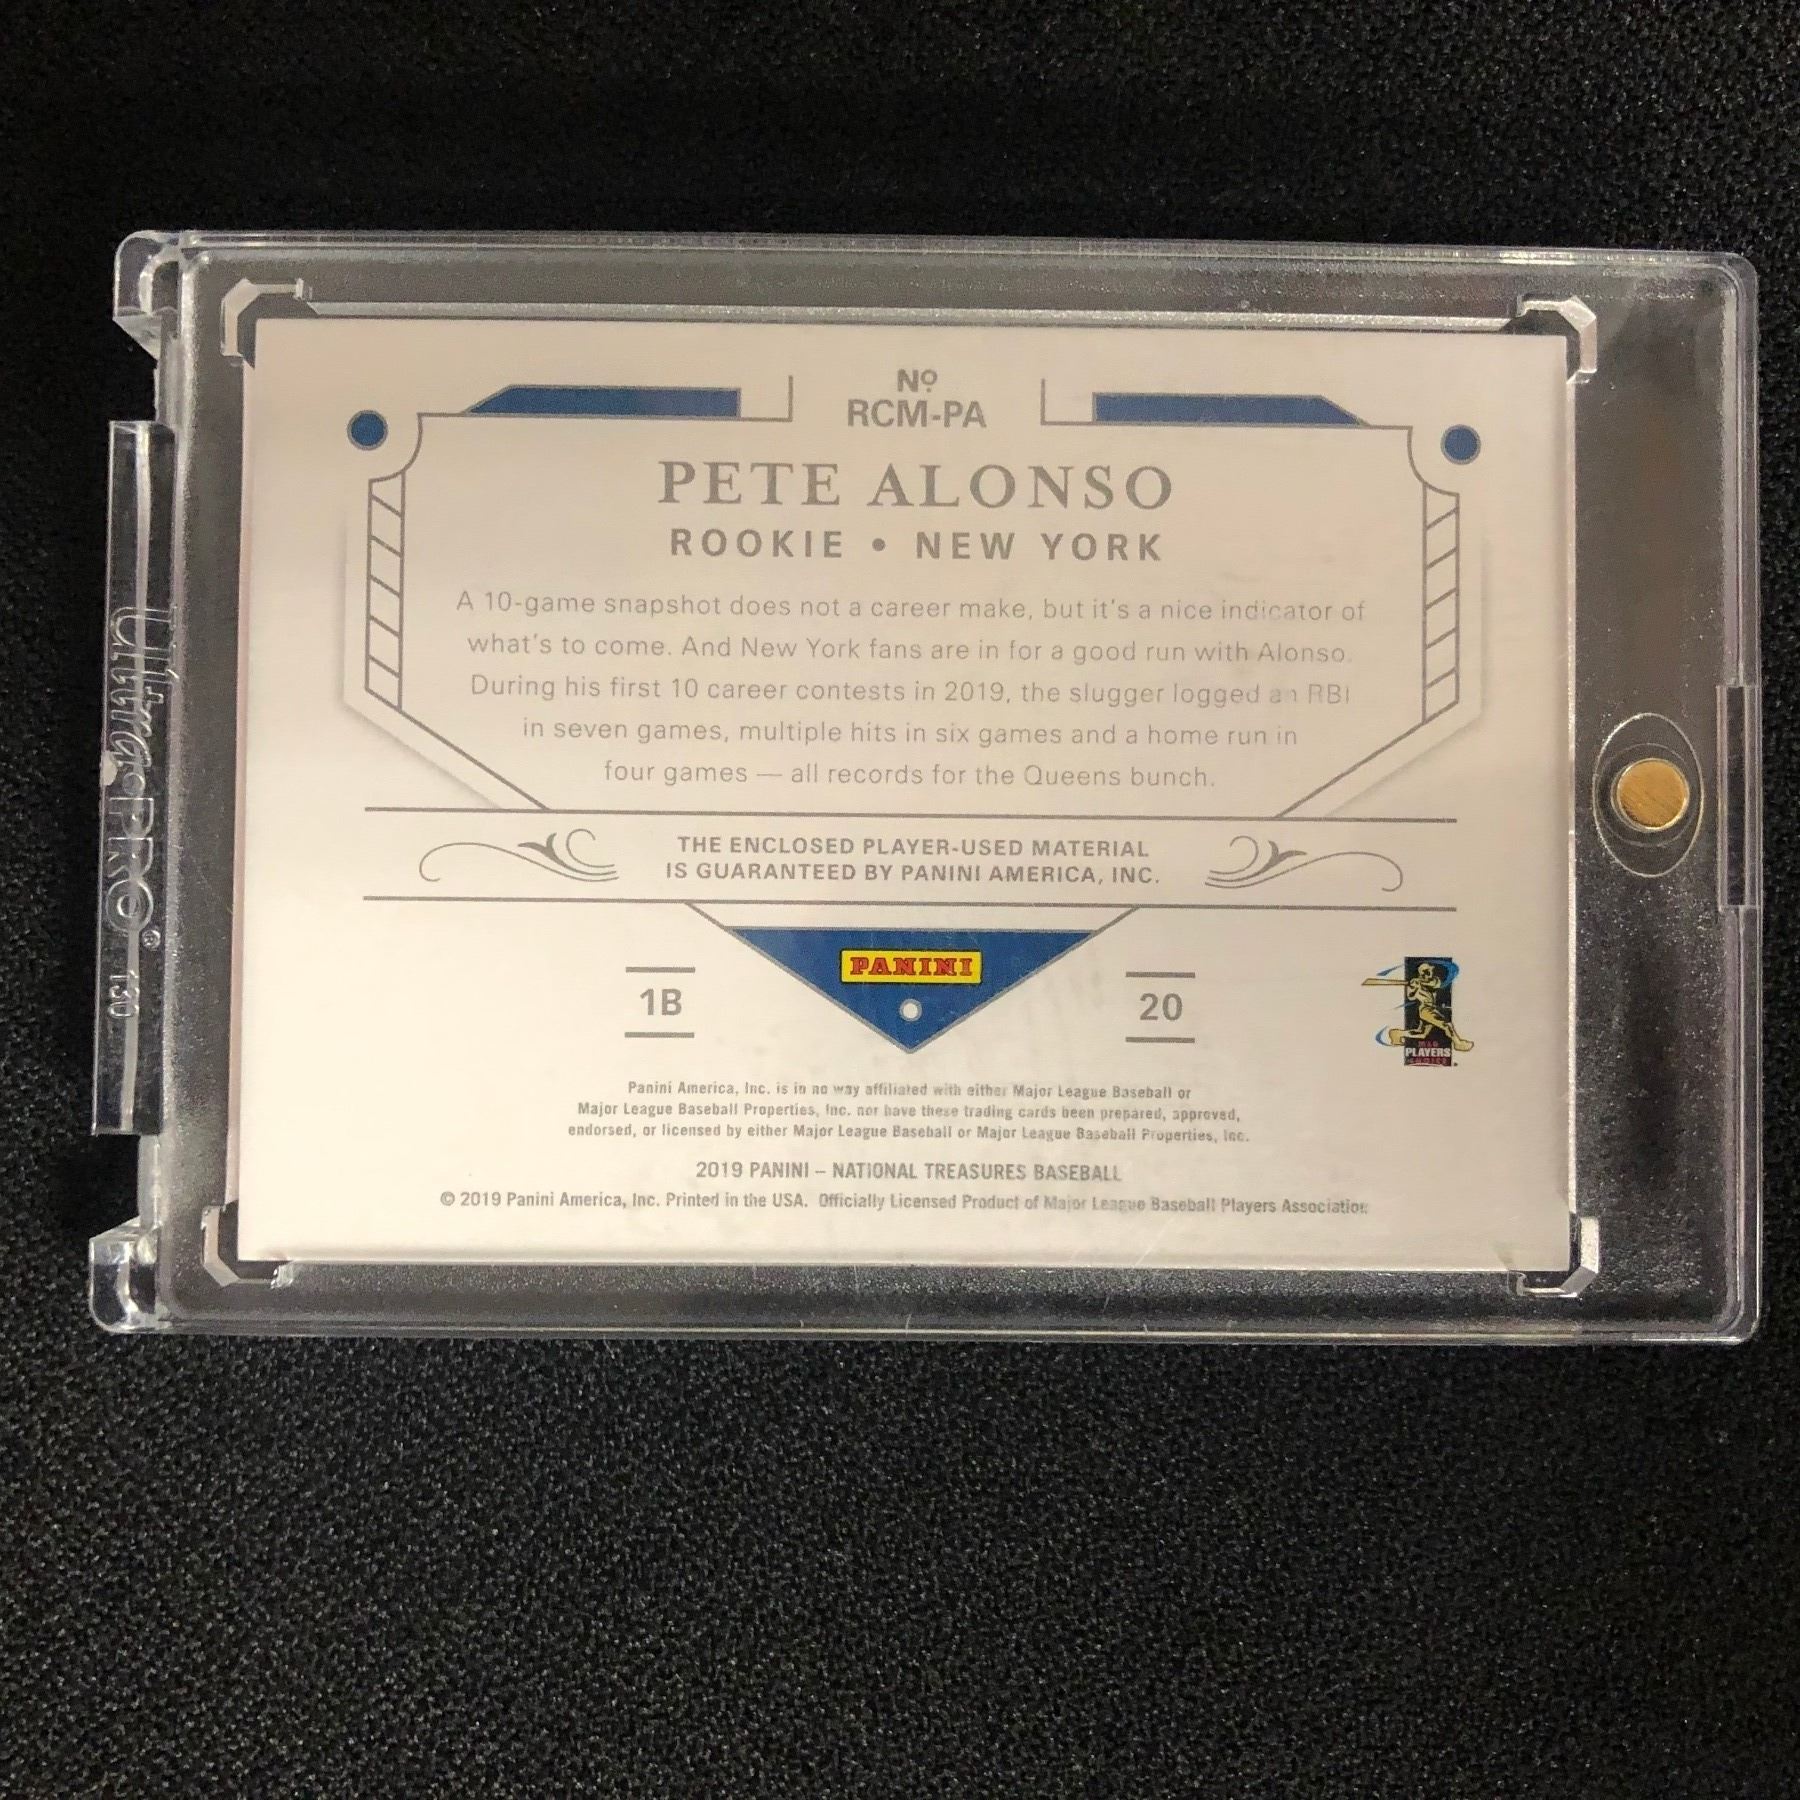 Nº
RCM-PA
PETE ALONSO
ROOKIE • NEW YORK
A 10-game snapshot does not a career make, but it's a nice indicator of
what's to come. And New York fans are in for a good run with Alonso.
During his first 10 career contests in 2019, the slugger logged an RBI
in seven games, multiple hits in six games and a home run in
four games — all records for the Queens bunch.
THE ENCLOSED PLAYER-USED MATERIAL
IS GUARANTEED BY PANINI AMERICA, INC.
PANINI
1B
20
MLB
PLAYERS
CHOICE
Panini America, Inc. is in no way affiliated with either Major League Baseball or
Major League Baseball Properties, Inc. nor have these trading cards been prepared, approved,
endorsed, or licensed by either Major League Baseball or Major League Baseball Properties, Inc.
2019 PANINI – NATIONAL TREASURES BASEBALL
© 2019 Panini America, Inc. Printed in the USA. Officially Licensed Product of Major League Baseball Players Association
Ultra•PRO® 130